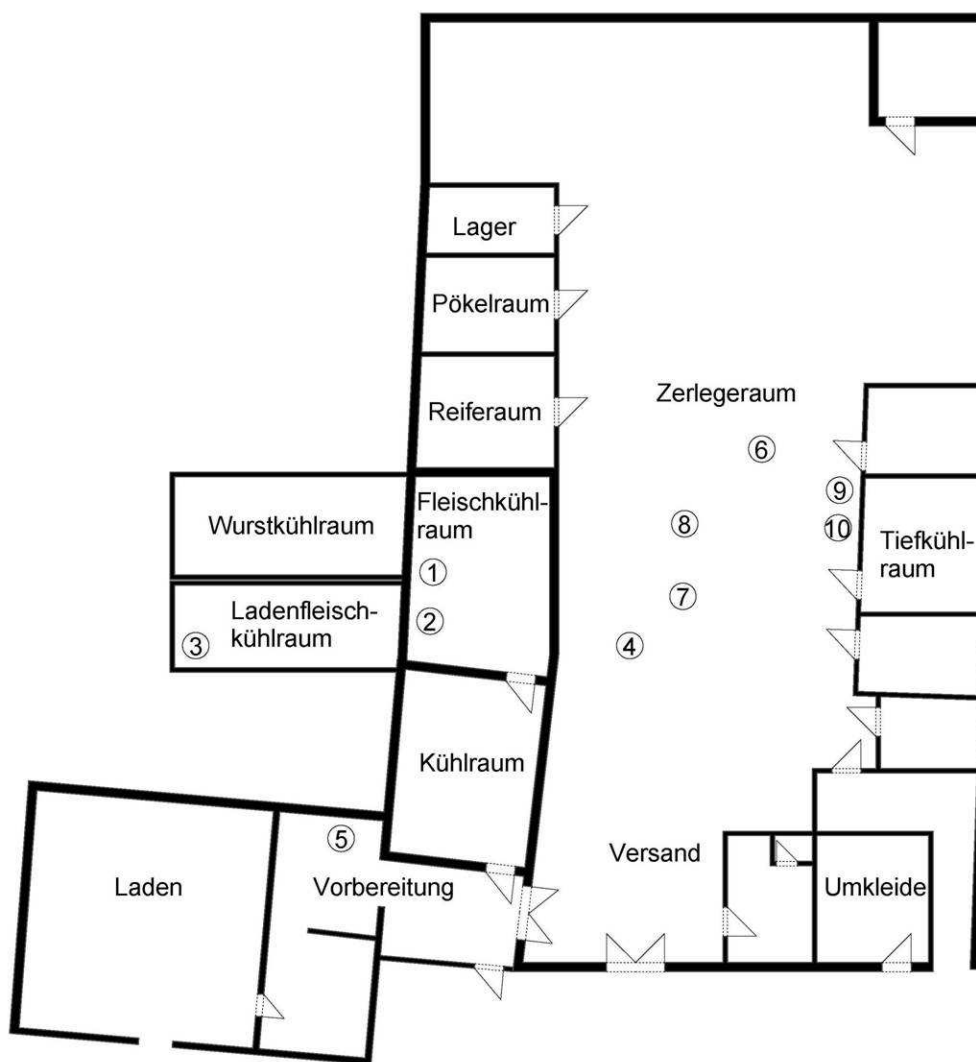 Lager
Pökelraum
Zerlegeraum
Reiferaum
6
Fleischkühl-
raum
9
Wurstkühlraum
8
10
Tiefkühl-
raum
1
7
Ladenfleisch-
kühlraum
2
3
4
Kühlraum
5
Versand
Laden
Vorbereitung
Umkleide